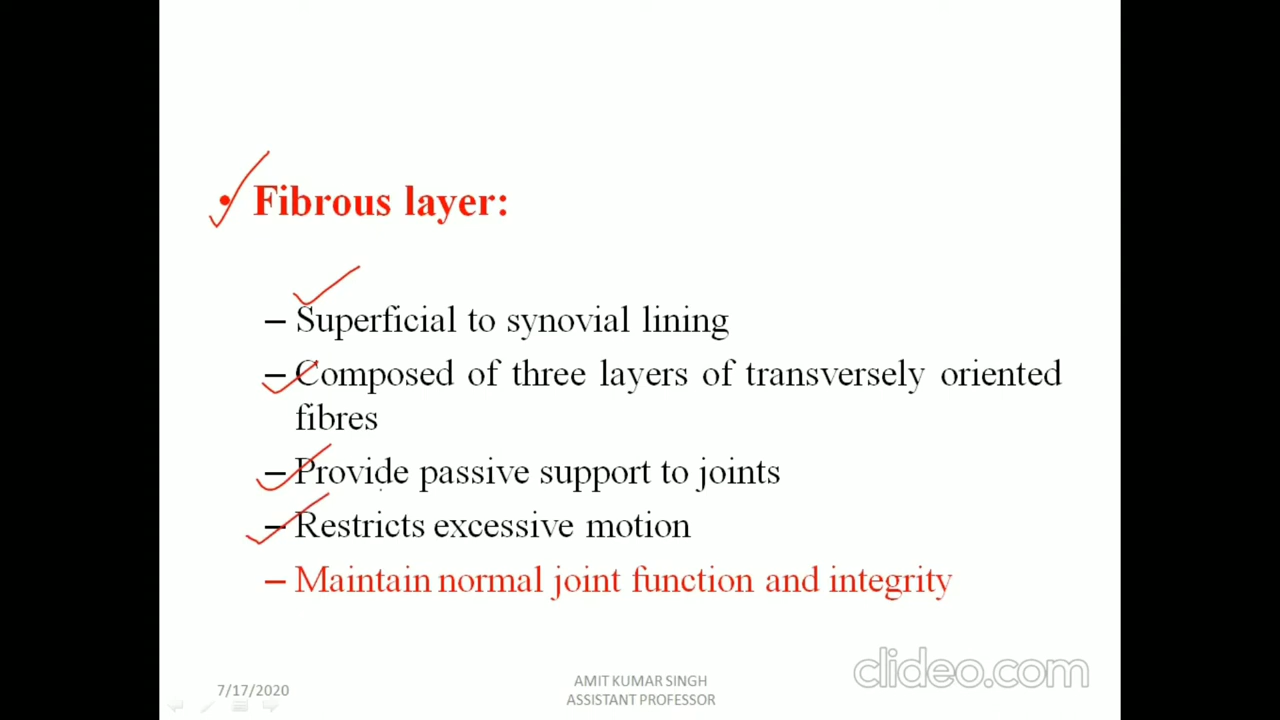 • Fibrous layer:
– Superficial to synovial lining
– Composed of three layers of transversely oriented
fibres
– Provide passive support to joints
– Restricts excessive motion
– Maintain normal joint function and integrity
7/17/2020
AMIT KUMAR SINGH
ASSISTANT PROFESSOR
clideo.com